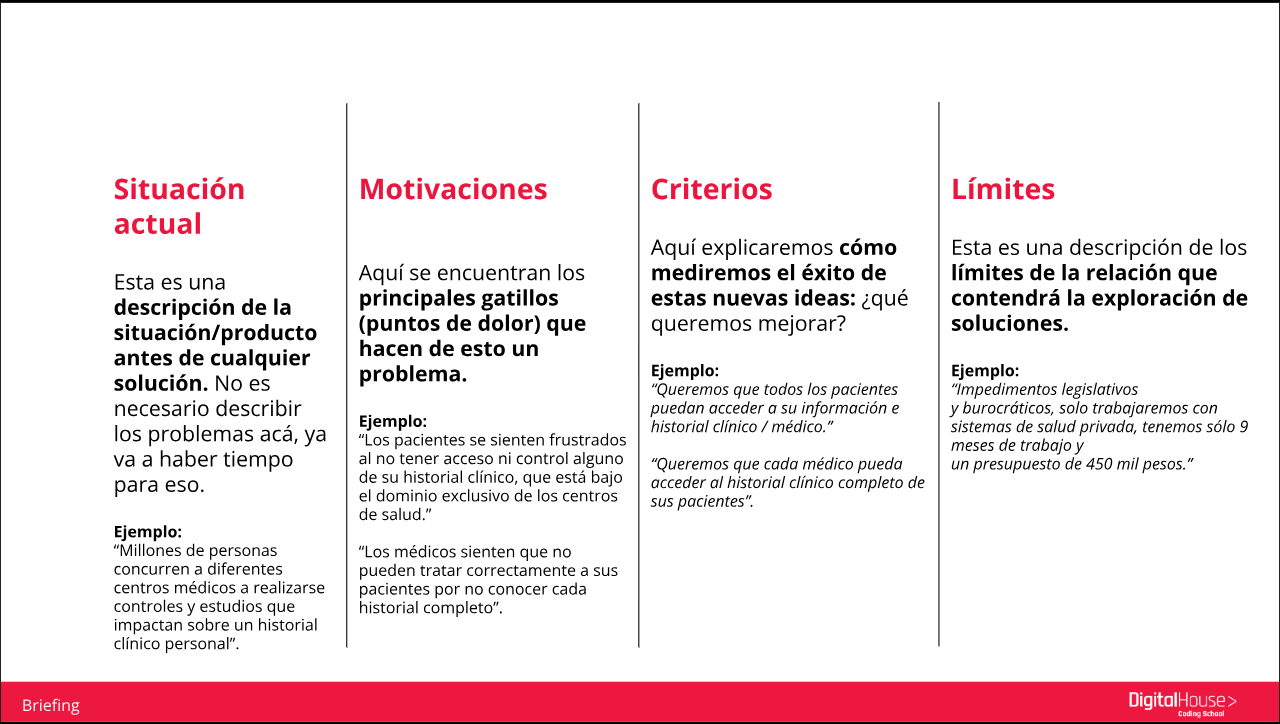 Situación
actual
Esta es una
descripción de la
situación/producto
antes de cualquier
solución. No es
necesario describir
los problemas acá, ya
va a haber tiempo
para eso.
Ejemplo:
“Millones de personas
concurren a diferentes
centros médicos a realizarse
controles y estudios que
impactan sobre un historial
clínico personal”.
Motivaciones
Aquí se encuentran los
principales gatillos
(puntos de dolor) que
hacen de esto un
problema.
Ejemplo:
“Los pacientes se sienten frustrados
al no tener acceso ni control alguno
de su historial clínico, que está bajo
el dominio exclusivo de los centros
de salud.”
“Los médicos sienten que no
pueden tratar correctamente a sus
pacientes por no conocer cada
historial completo”.
Criterios
Aquí explicaremos cómo
mediremos el éxito de
estas nuevas ideas: ¿qué
queremos mejorar?
Ejemplo:
“Queremos que todos los pacientes
puedan acceder a su información e
historial clínico / médico.”
“Queremos que cada médico pueda
acceder al historial clínico completo de
sus pacientes”.
Límites
Esta es una descripción de los
límites de la relación que
contendrá la exploración de
soluciones.
Ejemplo:
“Impedimentos legislativos
y burocráticos, solo trabajaremos con
sistemas de salud privada, tenemos sólo 9
meses de trabajo y
un presupuesto de 450 mil pesos.”
Briefing
DigitalHouse>
Coding School